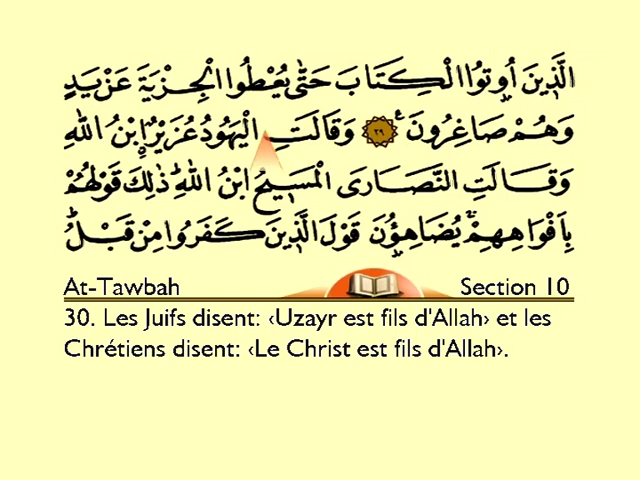 الَّذِينَ أُوتُوا الْكِتَابَ حَتَّىٰ يُعْطُوا الْجِزْيَةَ عَنْ يَدٍ
وَهُمْ صَاغِرُونَ ٢٩ وَقَالَتِ الْيَهُودُ عُزَيْرٌ ابْنُ اللَّهِ
وَقَالَتِ النَّصَارَى الْمَسِيحُ ابْنُ اللَّهِ ذَٰلِكَ قَوْلُهُمْ
بِأَفْوَاهِهِمْ يُضَاهِؤُنَ قَوْلَ الَّذِينَ كَفَرُوا مِنْ قَبْلُ
At-Tawbah Section 10
30. Les Juifs disent: ‹Uzayr est fils d'Allah› et les
Chrétiens disent: ‹Le Christ est fils d'Allah›.